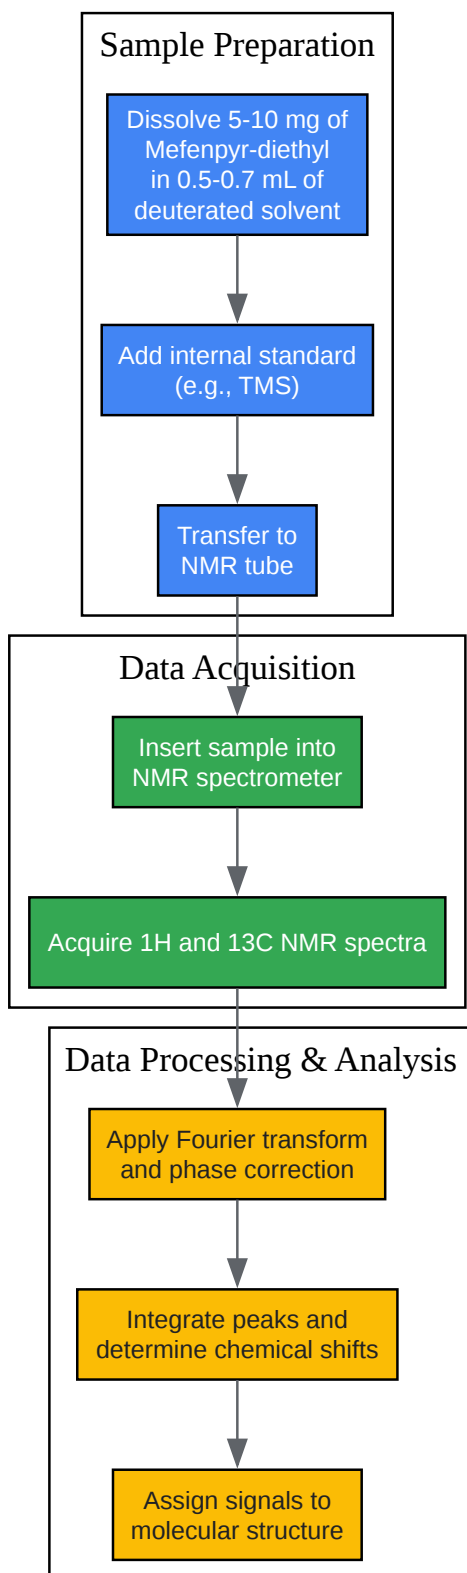 Sample Preparation
Dissolve 5-10 mg of
Mefenpyr-diethyl
in 0.5-0.7 mL of
deuterated solvent
Add internal standard
(e.g., TMS)
Transfer to
NMR tube
Data Acquisition
Insert sample into
NMR spectrometer
Acquire 1H and 13C NMR spectra
Data Processing & Analysis
Apply Fourier transform
and phase correction
Integrate peaks and
determine chemical shifts
Assign signals to
molecular structure